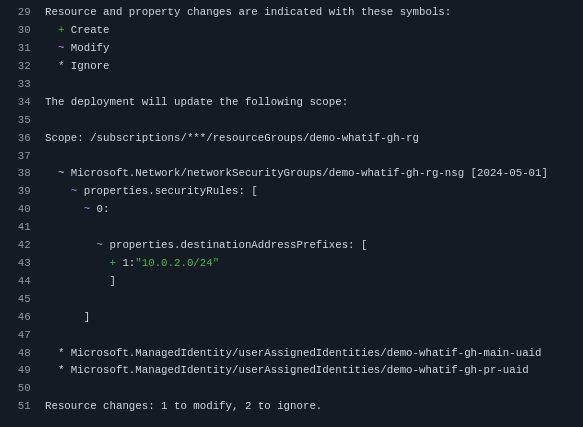 29 Resource and property changes are indicated with these symbols:
30   + Create
31   ~ Modify
32   * Ignore
33
34 The deployment will update the following scope:
35
36 Scope: /subscriptions/***/resourceGroups/demo-whatif-gh-rg
37
38   ~ Microsoft.Network/networkSecurityGroups/demo-whatif-gh-rg-nsg [2024-05-01]
39     ~ properties.securityRules: [
40       ~ 0:
41
42         ~ properties.destinationAddressPrefixes: [
43           + 1:"10.0.2.0/24"
44           ]
45
46       ]
47
48   * Microsoft.ManagedIdentity/userAssignedIdentities/demo-whatif-gh-main-uaid
49   * Microsoft.ManagedIdentity/userAssignedIdentities/demo-whatif-gh-pr-uaid
50
51 Resource changes: 1 to modify, 2 to ignore.